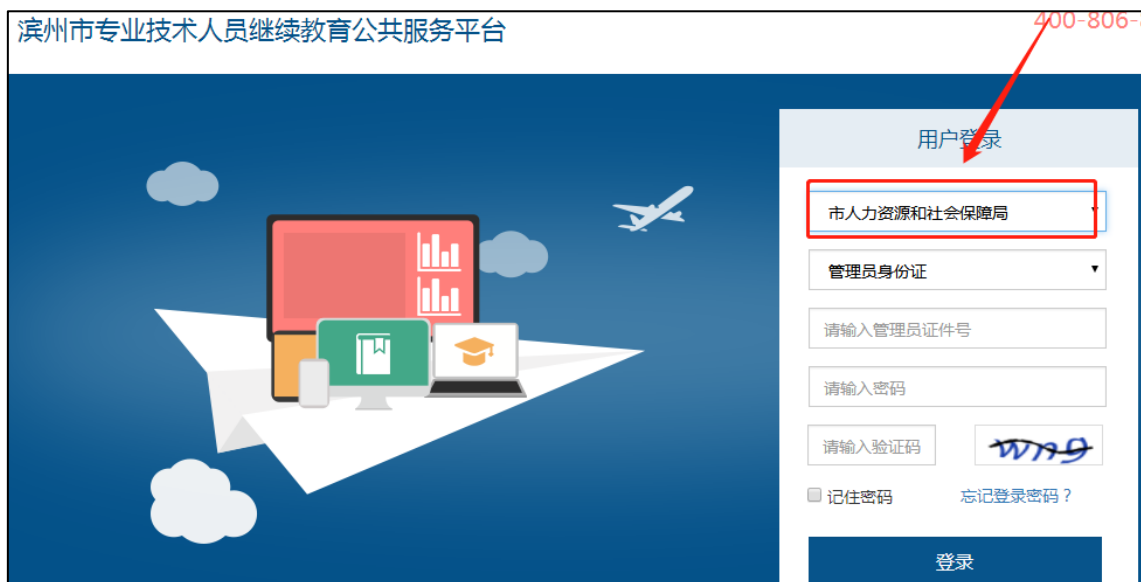 滨州市专业技术人员继续教育公共服务平台
400-806-
用户登录
市人力资源和社会保障局
管理员身份证
请输入管理员证件号
请输入密码
请输入验证码
wng
记住密码
忘记登录密码？
登录